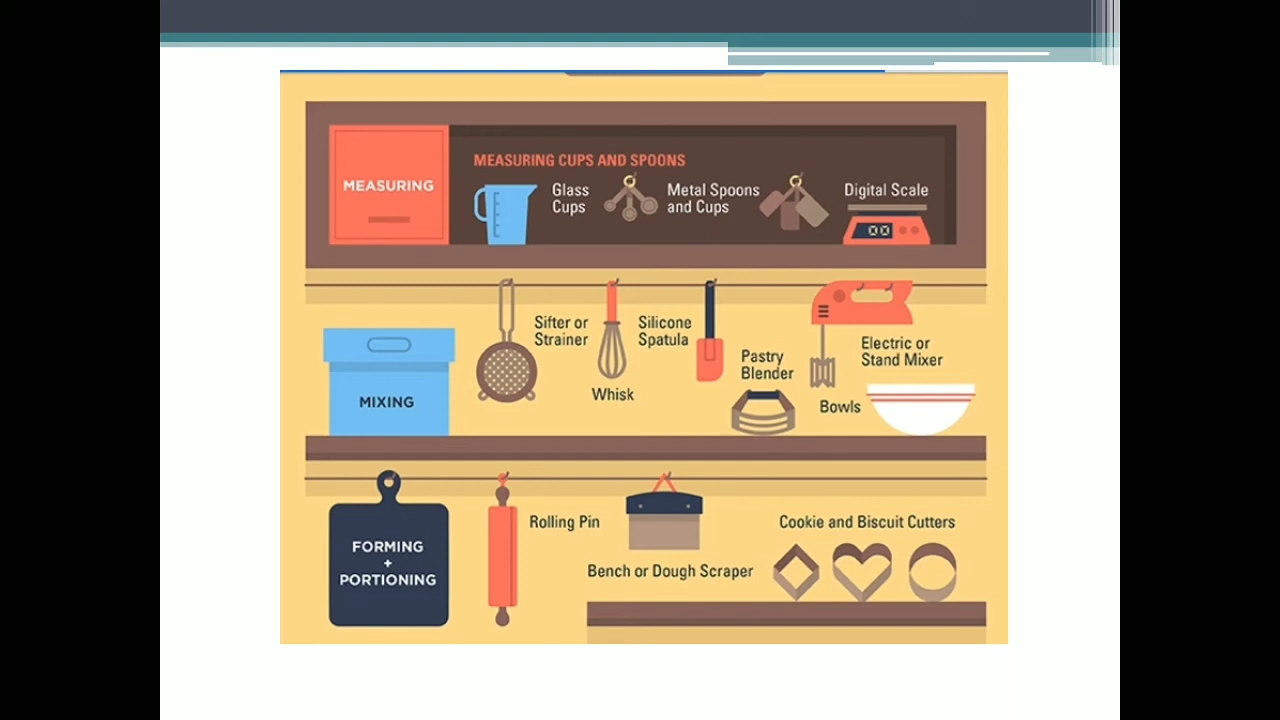 MEASURING
MEASURING CUPS AND SPOONS
Glass
Cups
Metal Spoons
and Cups
Digital Scale
00
MIXING
Sifter or
Strainer
Whisk
Silicone
Spatula
Pastry
Blender
Electric or
Stand Mixer
Bowls
FORMING
+
PORTIONING
Rolling Pin
Bench or Dough Scraper
Cookie and Biscuit Cutters